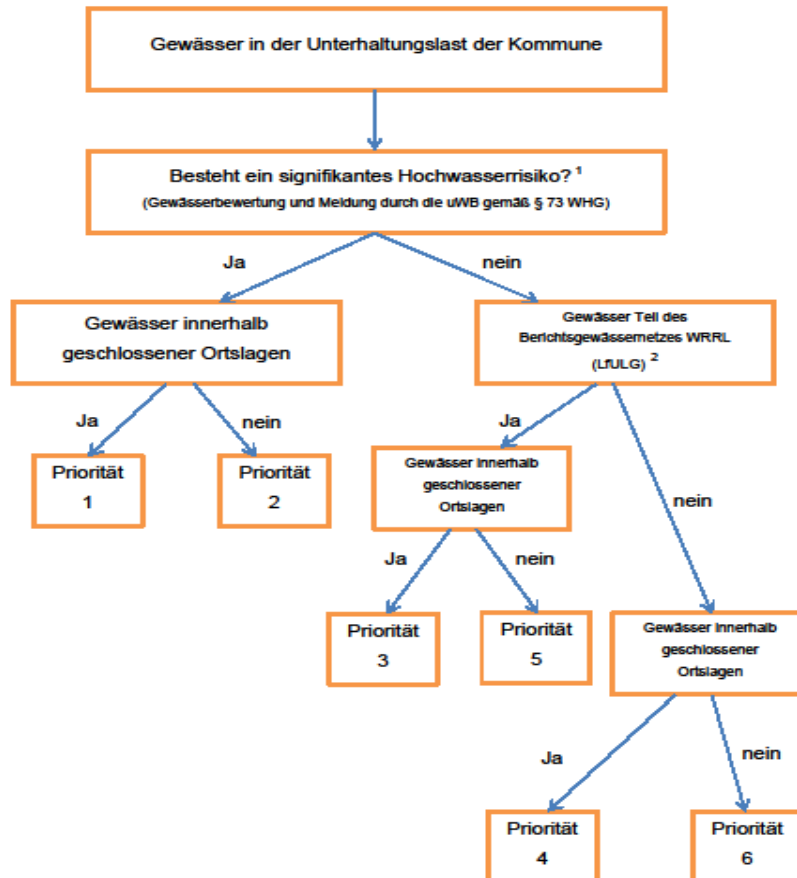 Gewässer in der Unterhaltungslast der Kommune
Besteht ein signifikantes Hochwasserrisiko? 1
(Gewässerbewertung und Meldung durch die uWB gemäß § 73 WHG)
Ja
nein
Gewässer innerhalb
geschlossener Ortslagen
Gewässer Teil des
Berichtsgewässernetzes WRRL
(LfULG) 2
Ja
nein
Ja
nein
Priorität
1
Priorität
2
Gewässer innerhalb
geschlossener
Ortslagen
Ja
nein
Priorität
3
Priorität
5
Gewässer innerhalb
geschlossener
Ortslagen
Ja
nein
Priorität
4
Priorität
6